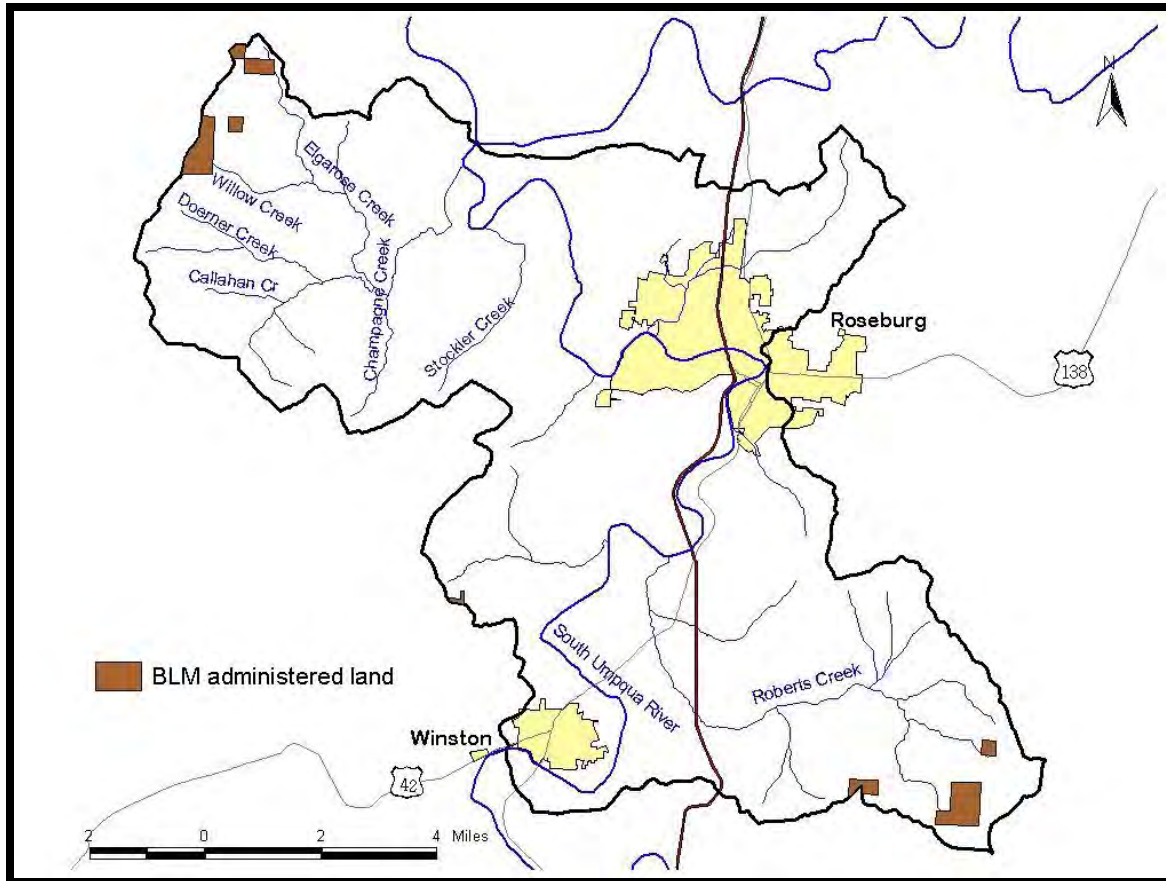 N
Elgarose Creek
Willow Creek
Doerner Creek
Callahan Cr
Champagne Creek
Stockler Creek
Roseburg
138
South Umpqua River
Roberts Creek
BLM administered land
Winston
42
2 0 2 4 Miles